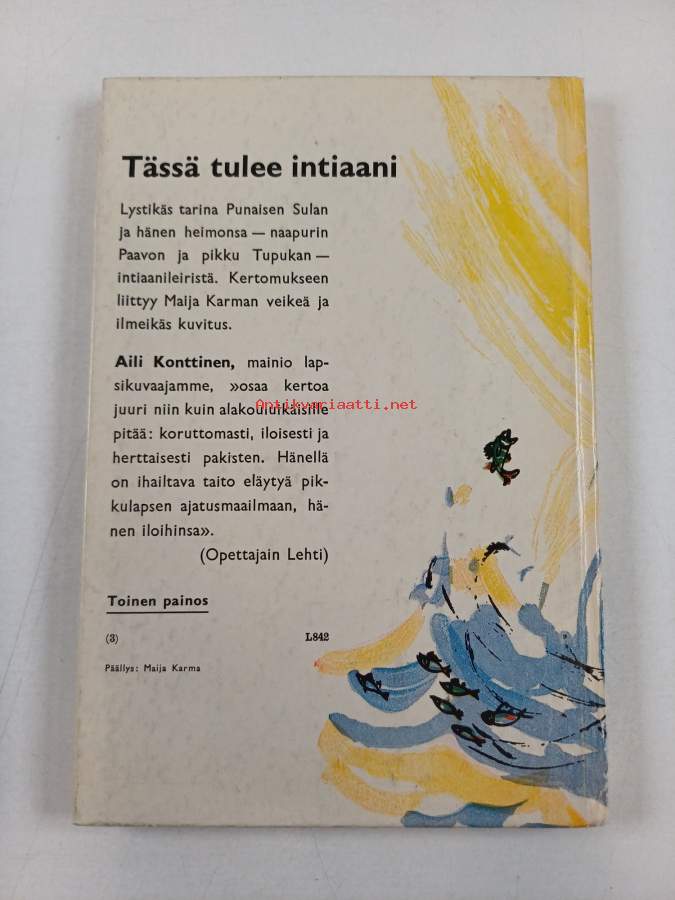 Tässä tulee intiaani
Lystikäs tarina Punaisen Sulan
ja hänen heimonsa — naapurin
Paavon ja pikku Tupukan —
intiaanileiristä. Kertomukseen
liittyy Maija Karman veikeä ja
ilmeikäs kuvitus.
Aili Konttinen, mainio lap-
sikuvaajamme, »osaa kertoa
juuri niin kuin alakoululaisille
pitää: koruttomasti, iloisesti ja
herttaisesti pakisten. Hänellä
on ihailtava taito eläytyä pik-
kulapsen ajatusmaailmaan, hä-
nen iloihinsa».
(Opettajain Lehti)
Toinen painos
(3) L842
Päällys: Maija Karma
Antikvariaatti.net